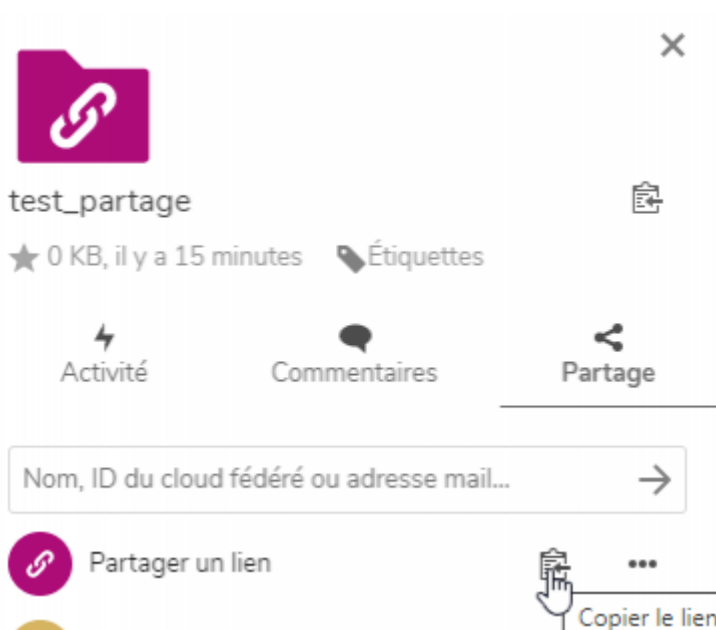 test_partage
0 KB, il y a 15 minutes Étiquettes
Activité Commentaires Partage
Nom, ID du cloud fédéré ou adresse mail...
Partager un lien
Copier le lien